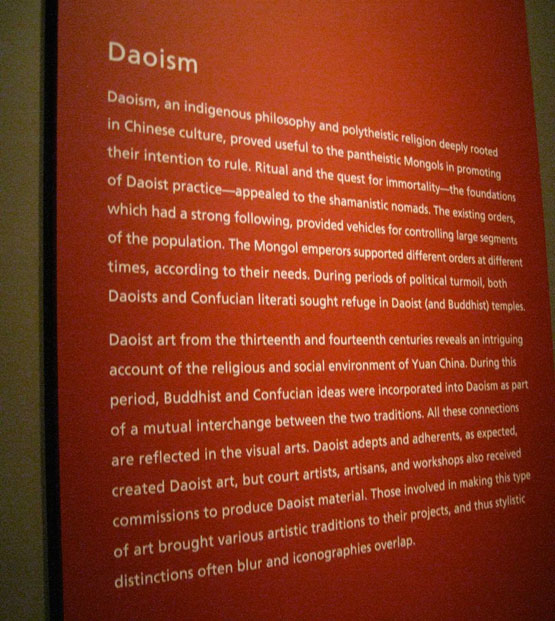 Daoism
Daoism, an indigenous philosophy and polytheistic religion deeply rooted
in Chinese culture, proved useful to the pantheistic Mongols in promoting
their intention to rule. Ritual and the quest for immortality—the foundations
of Daoist practice—appealed to the shamanistic nomads. The existing orders,
which had a strong following, provided vehicles for controlling large segments
of the population. The Mongol emperors supported different orders at different
times, according to their needs. During periods of political turmoil, both
Daoists and Confucian literati sought refuge in Daoist (and Buddhist) temples.
Daoist art from the thirteenth and fourteenth centuries reveals an intriguing
account of the religious and social environment of Yuan China. During this
period, Buddhist and Confucian ideas were incorporated into Daoism as part
of a mutual interchange between the two traditions. All these connections
are reflected in the visual arts. Daoist adepts and adherents, as expected,
created Daoist art, but court artists, artisans, and workshops also received
commissions to produce Daoist material. Those involved in making this type
of art brought various artistic traditions to their projects, and thus stylistic
distinctions often blur and iconographies overlap.